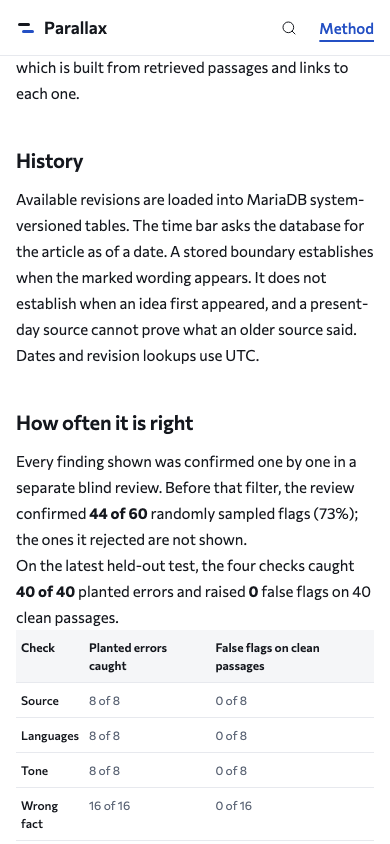 Parallax
Method
which is built from retrieved passages and links to
each one.
History
Available revisions are loaded into MariaDB system-
versioned tables. The time bar asks the database for
the article as of a date. A stored boundary establishes
when the marked wording appears. It does not
establish when an idea first appeared, and a present-
day source cannot prove what an older source said.
Dates and revision lookups use UTC.
How often it is right
Every finding shown was confirmed one by one in a
separate blind review. Before that filter, the review
confirmed 44 of 60 randomly sampled flags (73%);
the ones it rejected are not shown.
On the latest held-out test, the four checks caught
40 of 40 planted errors and raised 0 false flags on 40
clean passages.
Check Planted errors caught False flags on clean passages
Source 8 of 8 0 of 8
Languages 8 of 8 0 of 8
Tone 8 of 8 0 of 8
Wrong fact 16 of 16 0 of 16